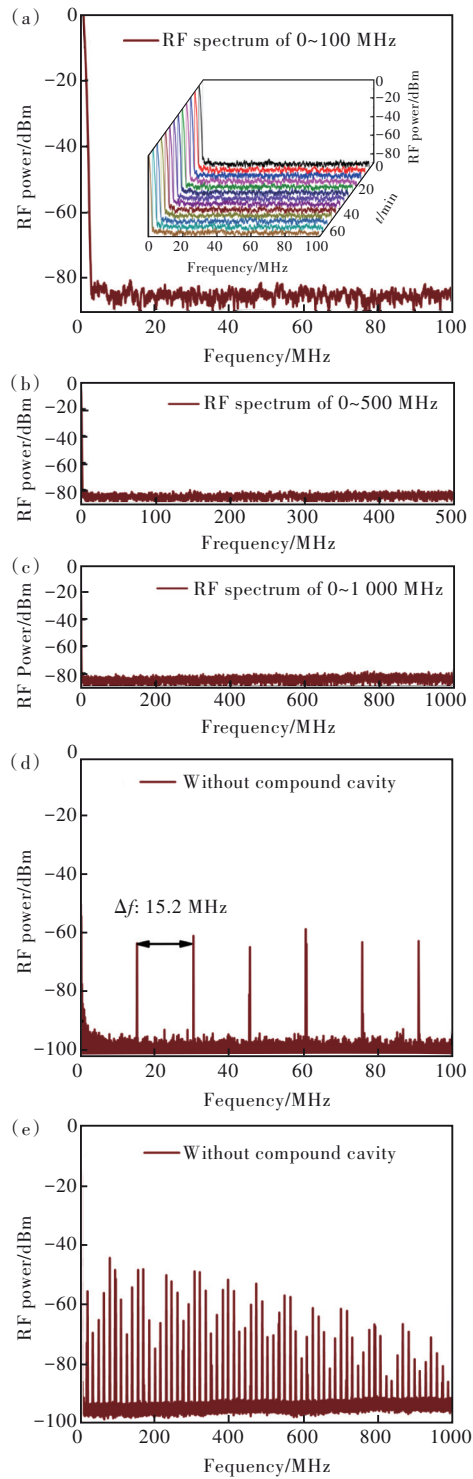 (a)
RF spectrum of 0~100 MHz
0
−20
−40
−60
−80
RF power/dBm
0
−20
−40
−60
−80
RF power/dBm
0
20
40
60
t/min
0 20 40 60 80 100
Frequency/MHz
0 20 40 60 80 100
Fequency/MHz
(b)
RF spectrum of 0~500 MHz
0
−20
−40
−60
−80
RF power/dBm
0 100 200 300 400 500
Frequency/MHz
(c)
RF spectrum of 0~1 000 MHz
0
−20
−40
−60
−80
RF Power/dBm
0 200 400 600 800 1000
Frequency/MHz
(d)
Without compound cavity
0
−20
−40
−60
−80
−100
RF power/dBm
Δf: 15.2 MHz
20 40 60 80 100
Fequency/MHz
(e)
Without compound cavity
0
−20
−40
−60
−80
−100
RF power/dBm
0 200 400 600 800 1000
Fequency/MHz